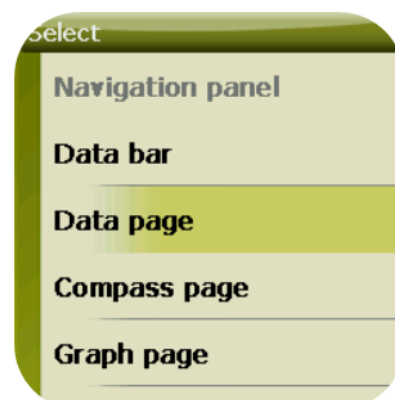 Select
Navigation panel
Data bar
Data page
Compass page
Graph page